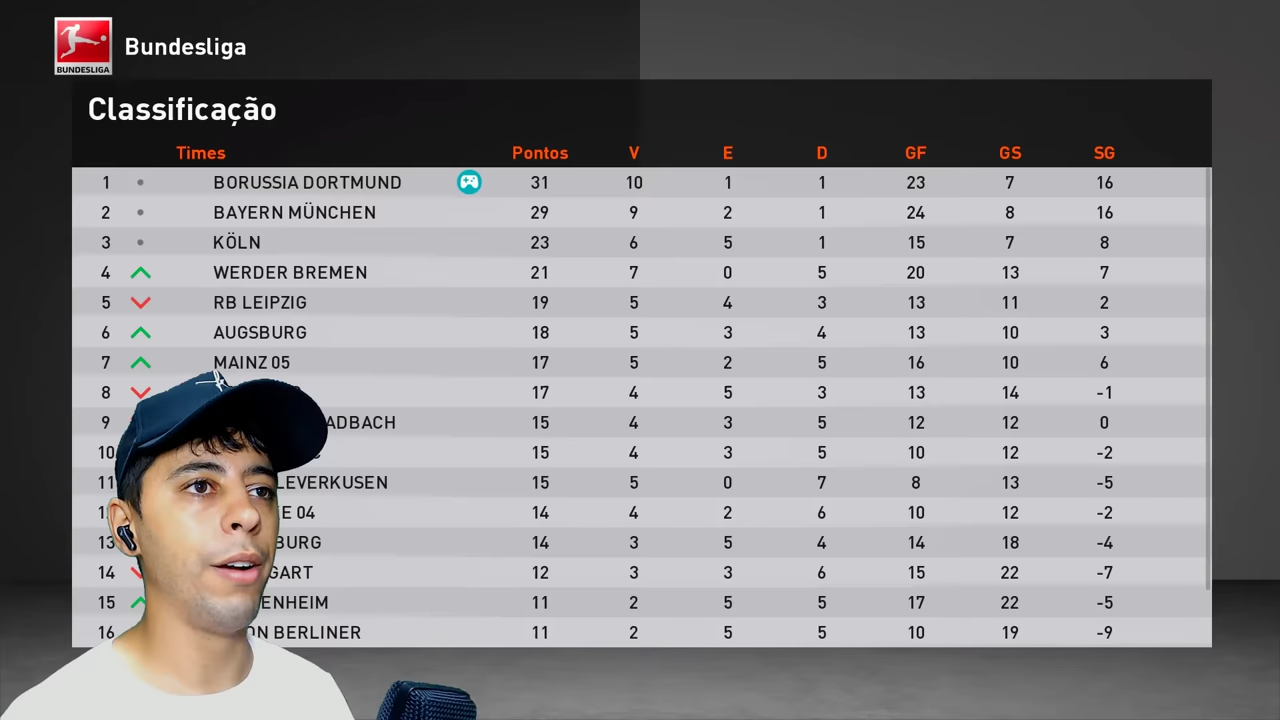 BUNDESLIGA
Bundesliga
Classificação
Times Pontos V E D GF GS SG
1 BORUSSIA DORTMUND 31 10 1 1 23 7 16
2 BAYERN MÜNCHEN 29 9 2 1 24 8 16
3 KÖLN 23 6 5 1 15 7 8
4 WERDER BREMEN 21 7 0 5 20 13 7
5 RB LEIPZIG 19 5 4 3 13 11 2
6 AUGSBURG 18 5 3 4 13 10 3
7 MAINZ 05 17 5 2 5 16 10 6
8 17 4 5 3 13 14 -1
9 ADBACH 15 4 3 5 12 12 0
10 15 4 3 5 10 12 -2
11 LEVERKUSEN 15 5 0 7 8 13 -5
E 04 14 4 2 6 10 12 -2
13 BURG 14 3 5 4 14 18 -4
14 GART 12 3 3 6 15 22 -7
15 ENHEIM 11 2 5 5 17 22 -5
16 ON BERLINER 11 2 5 5 10 19 -9